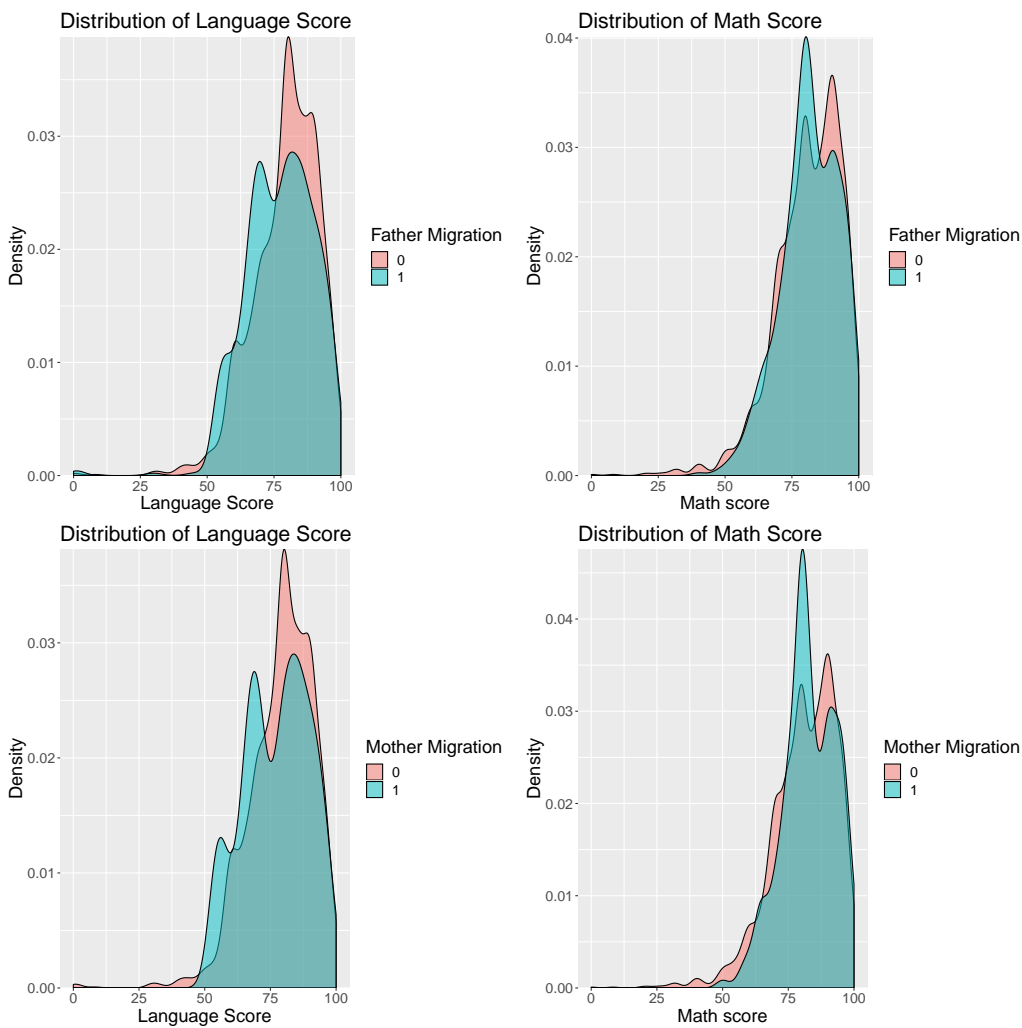 Distribution of Language Score
0.03
0.02
0.01
0.00
Density
0 25 50 75 100
Language Score
Father Migration
0
1
Distribution of Math Score
0.04
0.03
0.02
0.01
0.00
Density
0 25 50 75 100
Math score
Father Migration
0
1
Distribution of Language Score
0.03
0.02
0.01
0.00
Density
0 25 50 75 100
Language Score
Mother Migration
0
1
Distribution of Math Score
0.04
0.03
0.02
0.01
0.00
Density
0 25 50 75 100
Math score
Mother Migration
0
1